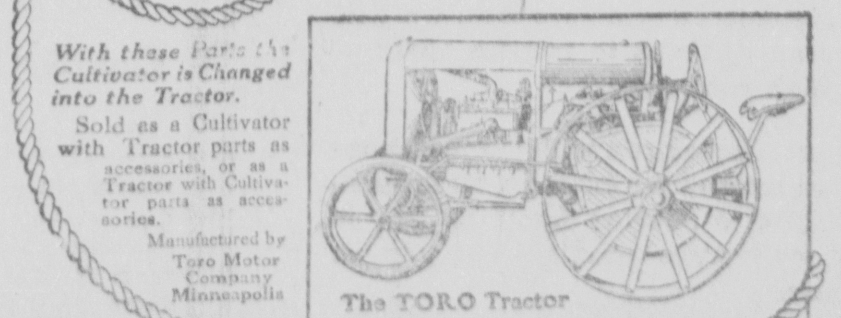 With these Parts the
Cultivator is Changed
into the Tractor.
Sold as a Cultivator
with Tractor parts as
accessories, or as a
Tractor with Cultiva-
tor parts as acces-
sories.
Manufactured by
Toro Motor
Company
Minneapolis
The TORO Tractor